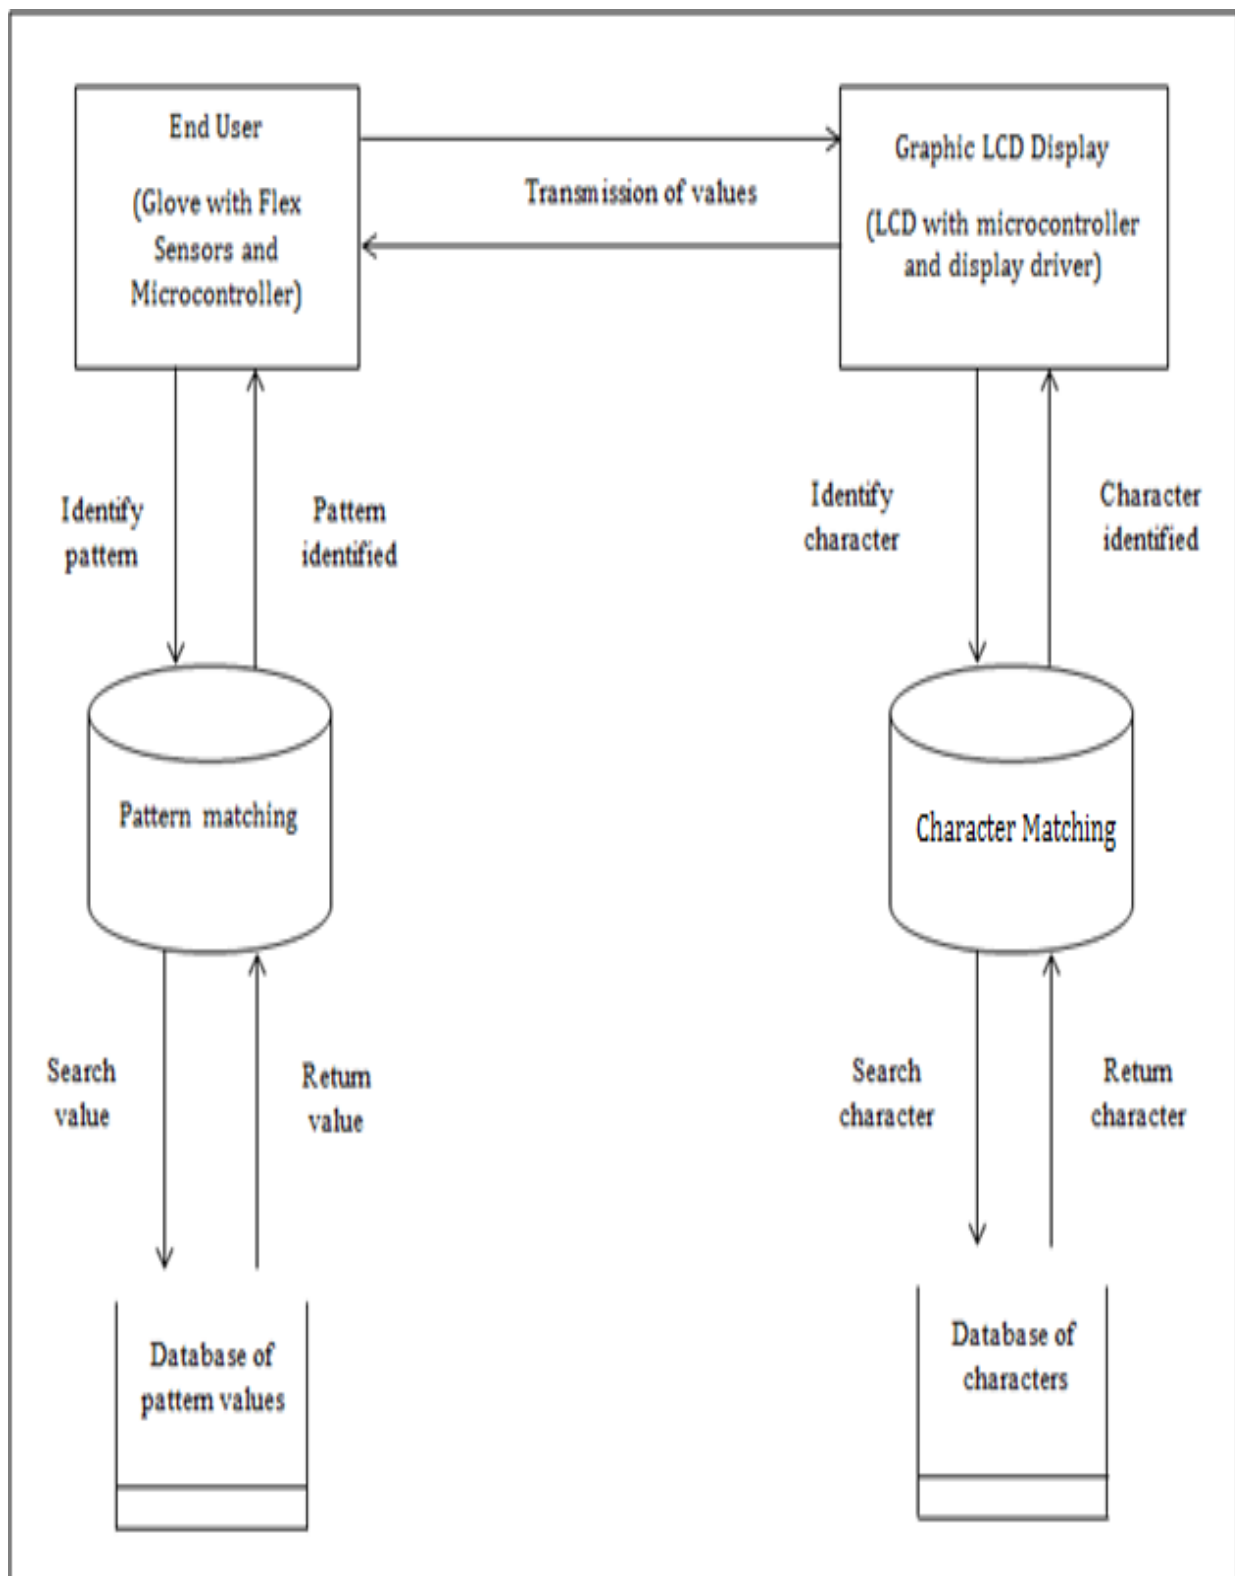 End User
(Glove with Flex
Sensors and
Microcontroller)
Transmission of values
Graphic LCD Display
(LCD with microcontroller
and display driver)
Identify
pattern
Pattern
identified
Identify
character
Character
identified
Pattern matching
Character Matching
Search
value
Return
value
Search
character
Return
character
Database of
pattern values
Database of
characters